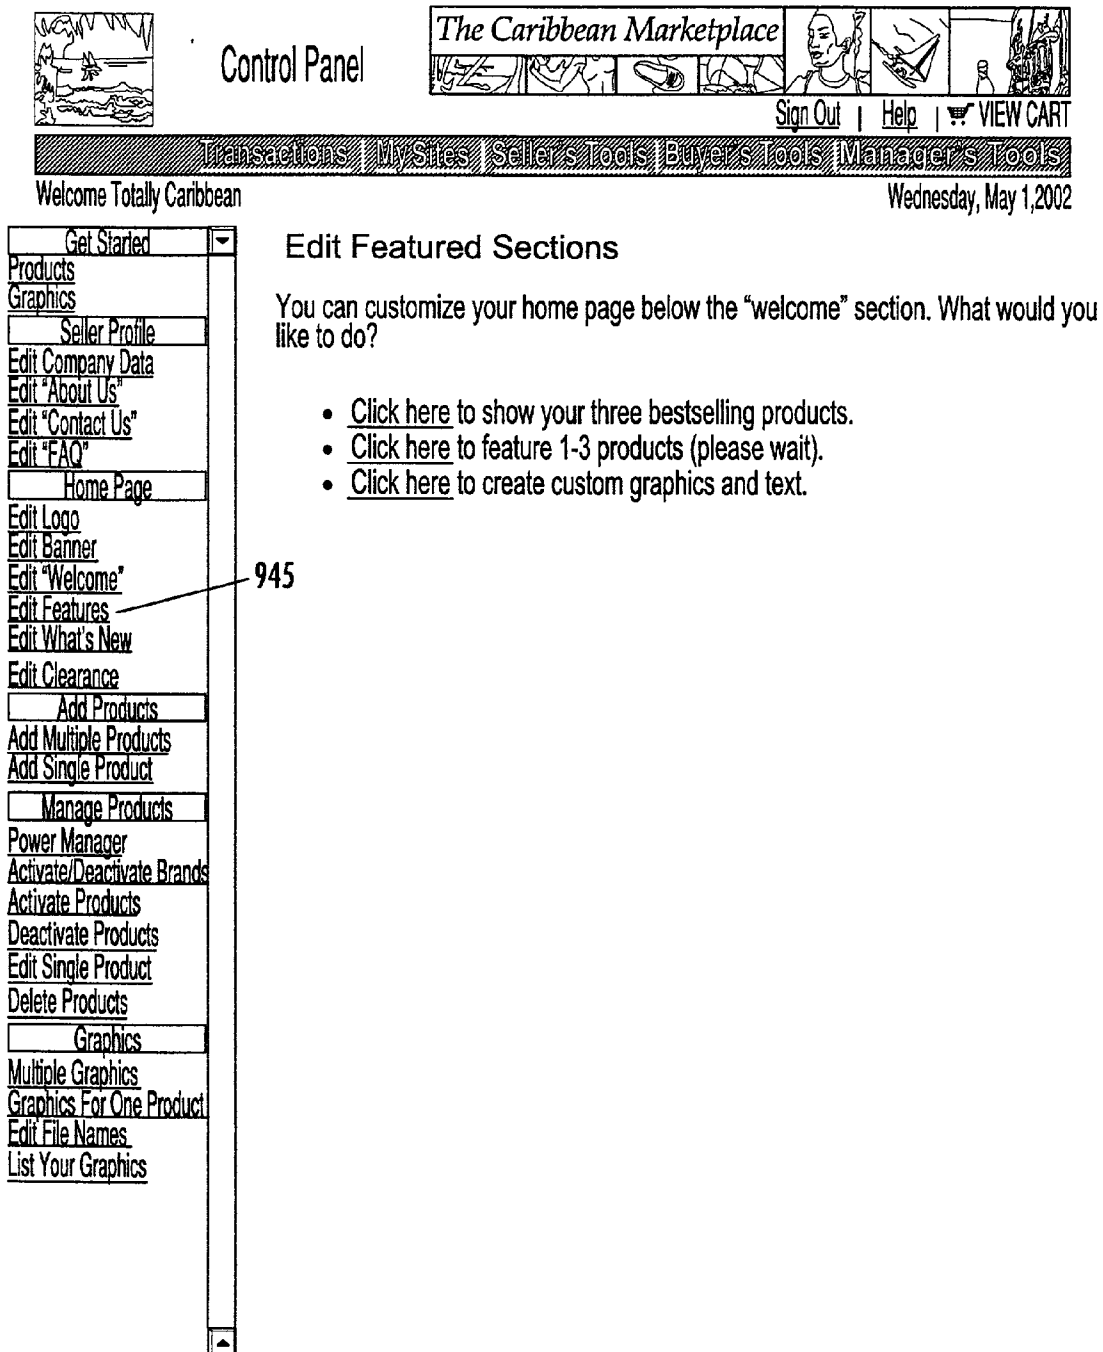 Control Panel
The Caribbean Marketplace
Sign Out | Help | VIEW CART
Transactions | My Sites | Seller's Tools | Buyer's Tools | Manager's Tools
Welcome Totally Caribbean
Wednesday, May 1,2002
Get Started
Products
Graphics
Seller Profile
Edit Company Data
Edit "About Us"
Edit "Contact Us"
Edit "FAQ"
Home Page
Edit Logo
Edit Banner
Edit "Welcome"
Edit Features
Edit What's New
Edit Clearance
Add Products
Add Multiple Products
Add Single Product
Manage Products
Power Manager
Activate/Deactivate Brands
Activate Products
Deactivate Products
Edit Single Product
Delete Products
Graphics
Multiple Graphics
Graphics For One Product
Edit File Names
List Your Graphics
945
Edit Featured Sections
You can customize your home page below the “welcome” section. What would you
like to do?
• Click here to show your three bestselling products.
• Click here to feature 1-3 products (please wait).
• Click here to create custom graphics and text.